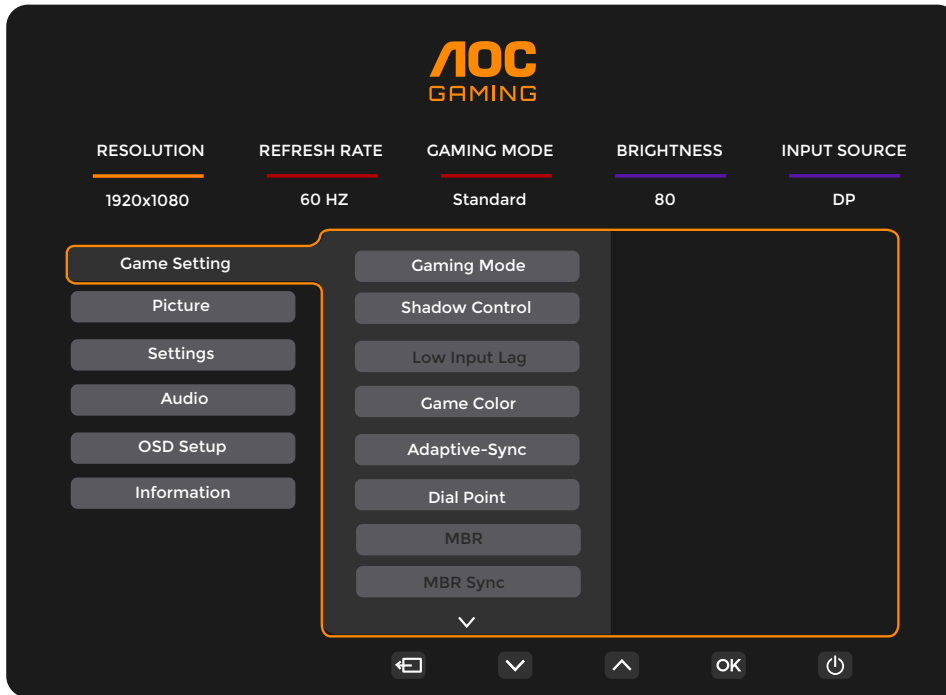 AOC
GAMING
RESOLUTION REFRESH RATE GAMING MODE BRIGHTNESS INPUT SOURCE
1920x1080 60 HZ Standard 80 DP
Game Setting
Picture
Settings
Audio
OSD Setup
Information
Gaming Mode
Shadow Control
Low Input Lag
Game Color
Adaptive-Sync
Dial Point
MBR
MBR Sync
OK